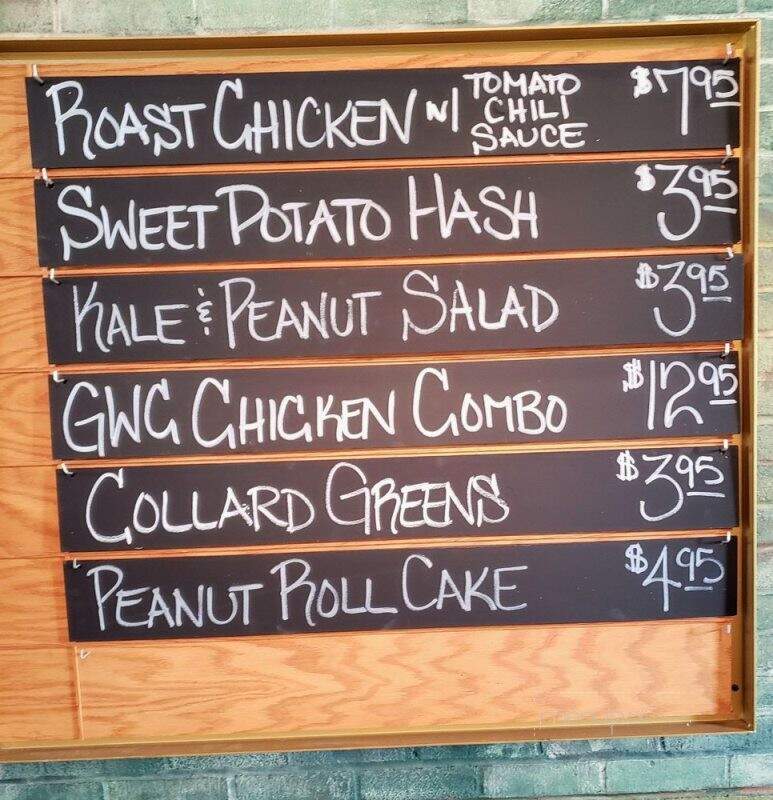 ROAST CHICKEN W/ TOMATO CHILI SAUCE $7.95
SWEET POTATO HASH $3.95
KALE & PEANUT SALAD $3.95
GWC CHICKEN COMBO $12.95
COLLARD GREENS $3.95
PEANUT ROLL CAKE $4.95